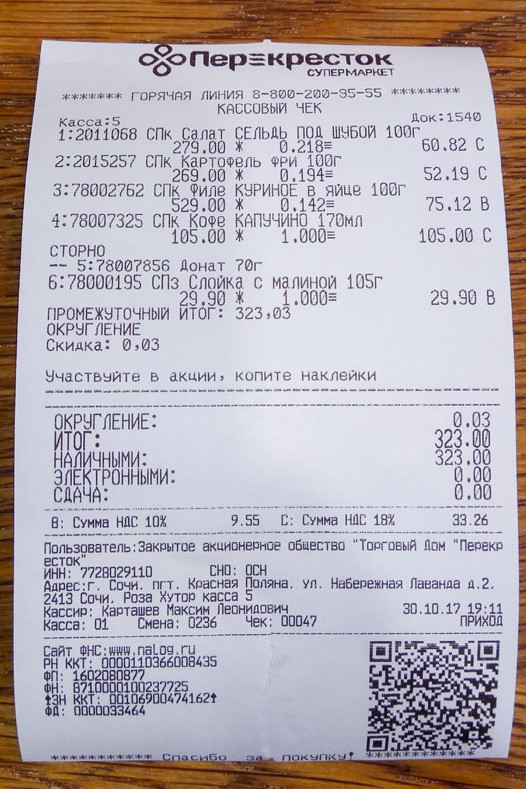 Перекресток
СУПЕРМАРКЕТ
******* ГОРЯЧАЯ ЛИНИЯ 8-800-200-95-55 ********
КАССОВЫЙ ЧЕК
Касса:5 Док:1540
1:2011068 СПк Салат СЕЛЬДЬ ПОД ШУБОЙ 100г
279.00 * 0.218= 60.82 С
2:2015257 СПк Картофель фри 100г
269.00 * 0.194= 52.19 С
3:78002762 СПк Филе КУРИНОЕ в яйце 100г
529.00 * 0.142= 75.12 В
4:78007325 СПк Кофе КАПУЧИНО 170мл
105.00 * 1.000= 105.00 С
СТОРНО
-- 5:78007856 Донат 70г
6:78000195 СПз Слойка с малиной 105г
29.90 * 1.000= 29.90 В
ПРОМЕЖУТОЧНЫЙ ИТОГ: 323,03
ОКРУГЛЕНИЕ
Скидка: 0,03
Участвуйте в акции, копите наклейки
ОКРУГЛЕНИЕ: 0.03
ИТОГ: 323.00
НАЛИЧНЫМИ: 323.00
ЭЛЕКТРОННЫМИ: 0.00
СДАЧА: 0.00
В: Сумма НДС 10% 9.55 С: Сумма НДС 18% 33.26
Пользователь:Закрытое акционерное общество "Торговый Дом "Перекр
есток"
ИНН: 7728029110 СНО: ОСН
Адрес:г. Сочи. пгт. Красная Поляна. ул. Набережная Лаванда д.2.
2413 Сочи. Роза Хутор касса 5
Кассир: Карташев Максим Леонидович 30.10.17 19:11
Касса: 01 Смена: 0236 Чек: 00047 ПРИХОД
Сайт ФНС:www.nalog.ru
РН ККТ: 0000110366008435
ФП: 1602080877
ФН: 8710000100237725
↑ЗН ККТ: 00106900474162↑
ФД: 0000033464
*********** Спасибо за ПОКУПКУ! ***********